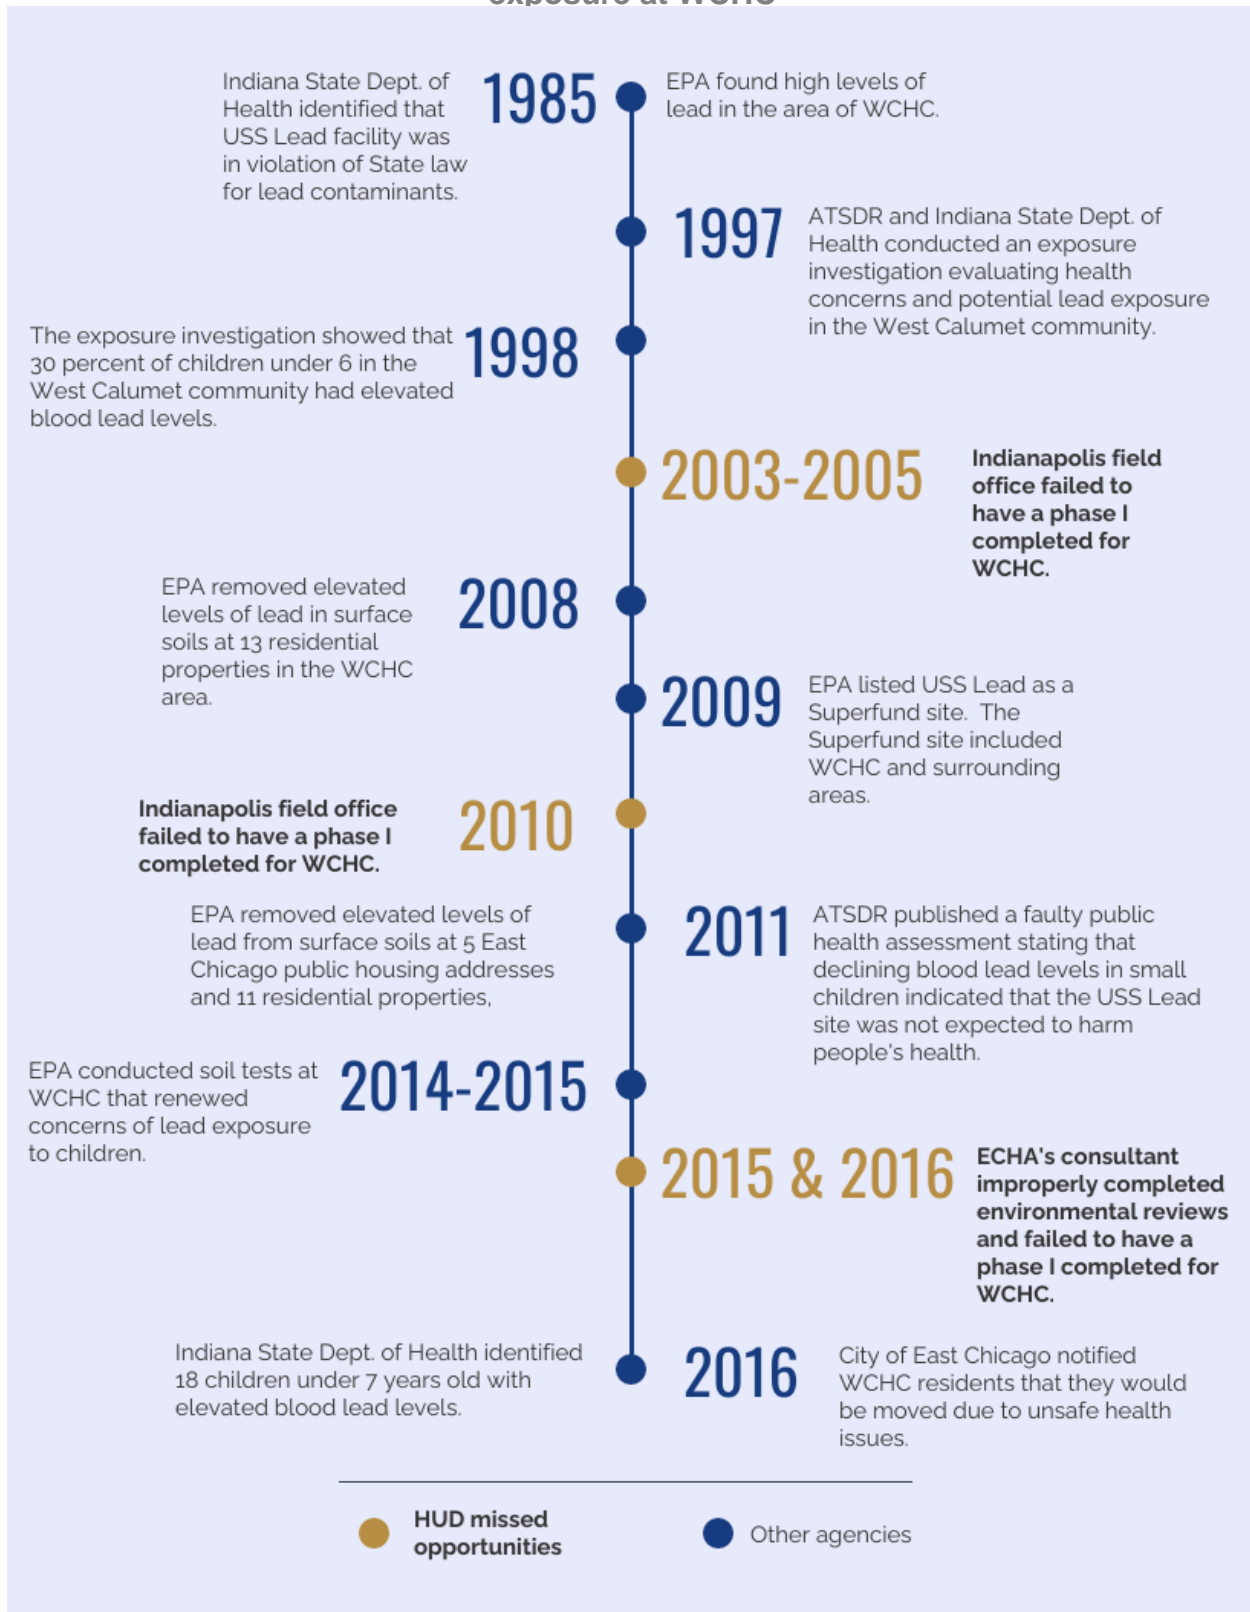 exposure at WCHC
Indiana State Dept. of
Health identified that
USS Lead facility was
in violation of State law
for lead contaminants.
1985
EPA found high levels of
lead in the area of WCHC.
1997
ATSDR and Indiana State Dept. of
Health conducted an exposure
investigation evaluating health
concerns and potential lead exposure
in the West Calumet community.
The exposure investigation showed that
30 percent of children under 6 in the
West Calumet community had elevated
blood lead levels.
1998
2003-2005
Indianapolis field
office failed to
have a phase I
completed for
WCHC.
EPA removed elevated
levels of lead in surface
soils at 13 residential
properties in the WCHC
area.
2008
2009
EPA listed USS Lead as a
Superfund site.  The
Superfund site included
WCHC and surrounding
areas.
Indianapolis field office
failed to have a phase I
completed for WCHC.
2010
EPA removed elevated levels of
lead from surface soils at 5 East
Chicago public housing addresses
and 11 residential properties,
2011
ATSDR published a faulty public
health assessment stating that
declining blood lead levels in small
children indicated that the USS Lead
site was not expected to harm
people's health.
EPA conducted soil tests at
WCHC that renewed
concerns of lead exposure
to children.
2014-2015
2015 & 2016
ECHA's consultant
improperly completed
environmental reviews
and failed to have a
phase I completed for
WCHC.
Indiana State Dept. of Health identified
18 children under 7 years old with
elevated blood lead levels.
2016
City of East Chicago notified
WCHC residents that they would
be moved due to unsafe health
issues.
HUD missed
opportunities
Other agencies